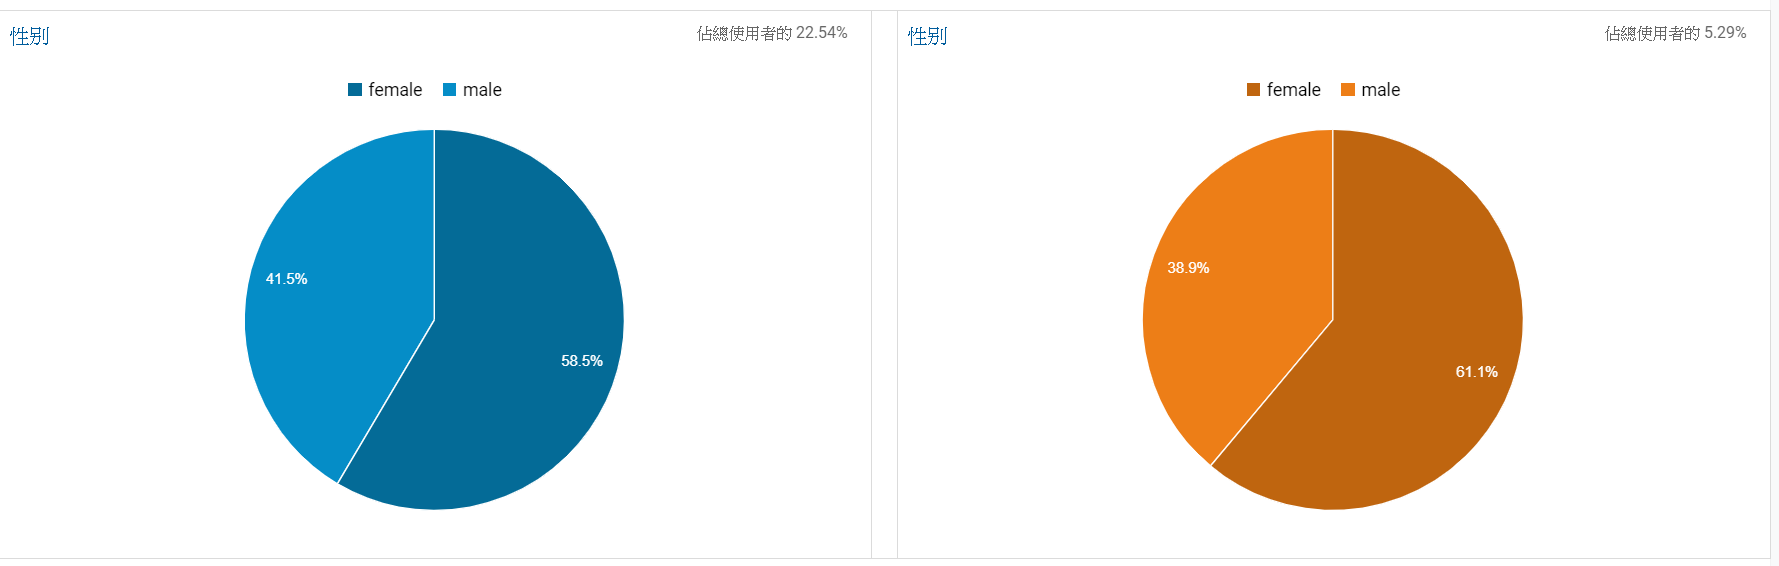 性別
佔總使用者的 22.54%
female male
41.5%
58.5%
性別
佔總使用者的 5.29%
female male
38.9%
61.1%